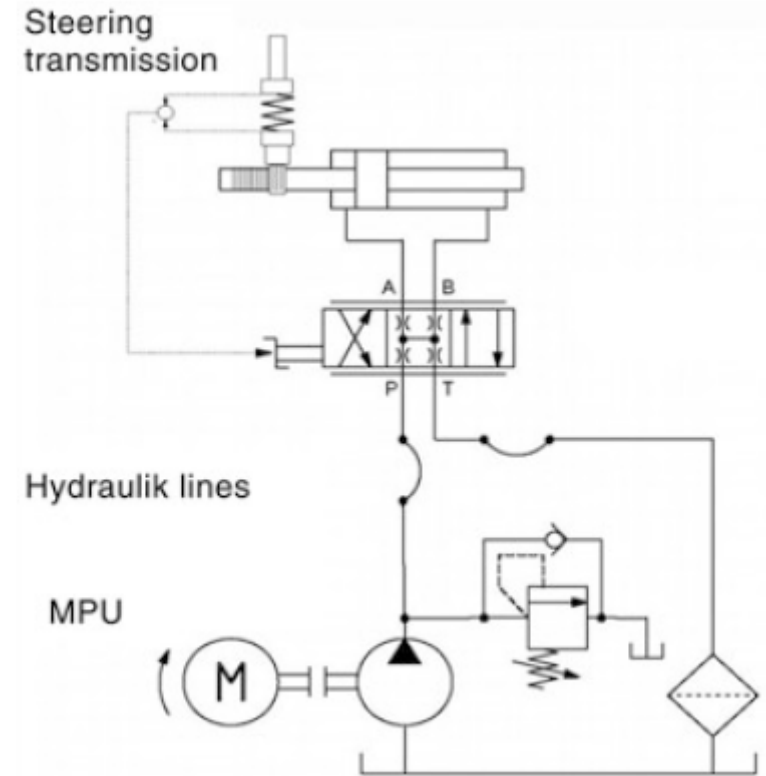 Steering
transmission
A B
P T
Hydraulik lines
MPU
M